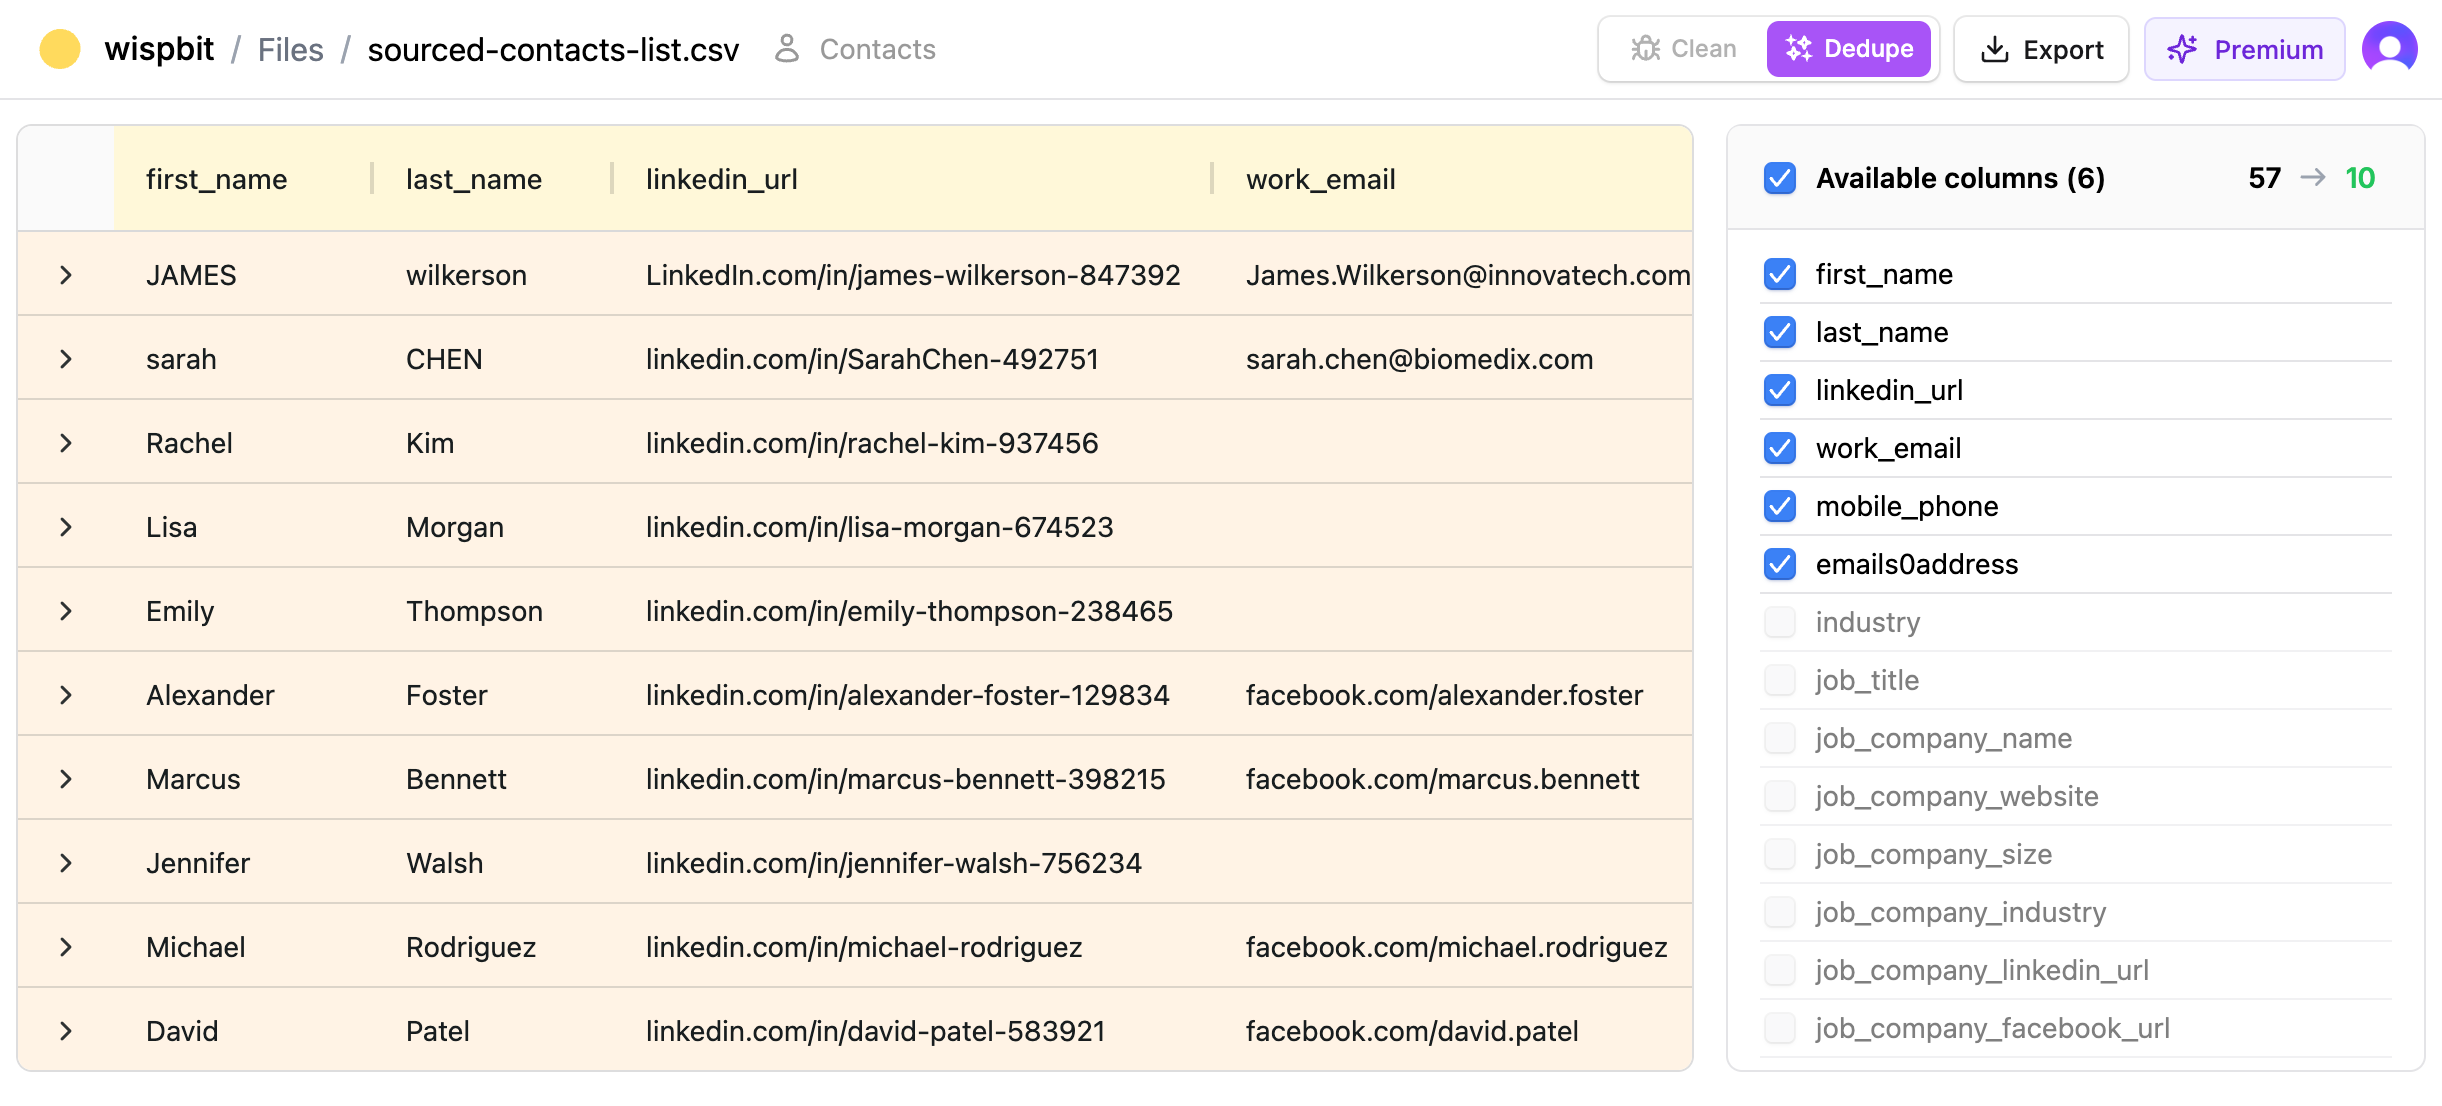 wispbit / Files / sourced-contacts-list.csv Contacts Clean Dedupe Export Premium
first_name last_name linkedin_url work_email
JAMES wilkerson LinkedIn.com/in/james-wilkerson-847392 James.Wilkerson@innovatech.com
sarah CHEN linkedin.com/in/SarahChen-492751 sarah.chen@biomedix.com
Rachel Kim linkedin.com/in/rachel-kim-937456
Lisa Morgan linkedin.com/in/lisa-morgan-674523
Emily Thompson linkedin.com/in/emily-thompson-238465
Alexander Foster linkedin.com/in/alexander-foster-129834 facebook.com/alexander.foster
Marcus Bennett linkedin.com/in/marcus-bennett-398215 facebook.com/marcus.bennett
Jennifer Walsh linkedin.com/in/jennifer-walsh-756234
Michael Rodriguez linkedin.com/in/michael-rodriguez facebook.com/michael.rodriguez
David Patel linkedin.com/in/david-patel-583921 facebook.com/david.patel
Available columns (6) 57 → 10
first_name
last_name
linkedin_url
work_email
mobile_phone
emails0address
industry
job_title
job_company_name
job_company_website
job_company_size
job_company_industry
job_company_linkedin_url
job_company_facebook_url